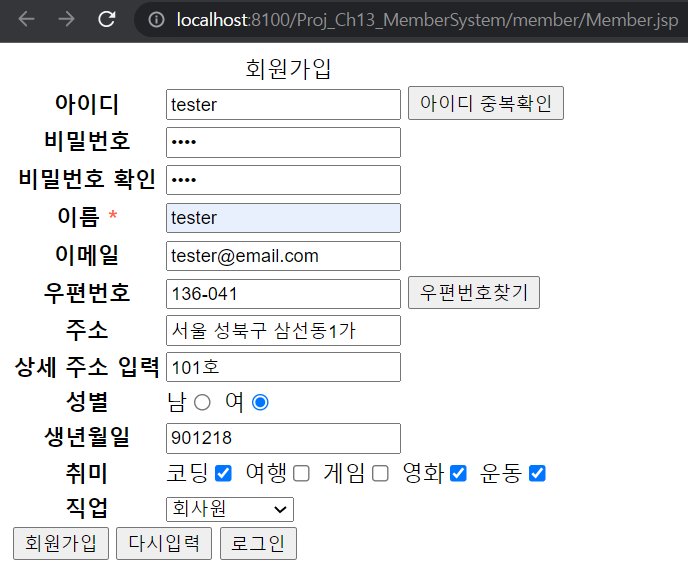 localhost:8100/Proj_Ch13_MemberSystem/member/Member.jsp
회원가입
아이디 tester 아이디 중복확인
비밀번호 ••••
비밀번호 확인 ••••
이름 * tester
이메일 tester@email.com
우편번호 136-041 우편번호찾기
주소 서울 성북구 삼선동1가
상세 주소 입력 101호
성별 남 여
생년월일 901218
취미 코딩 여행 게임 영화 운동
직업 회사원
회원가입 다시입력 로그인